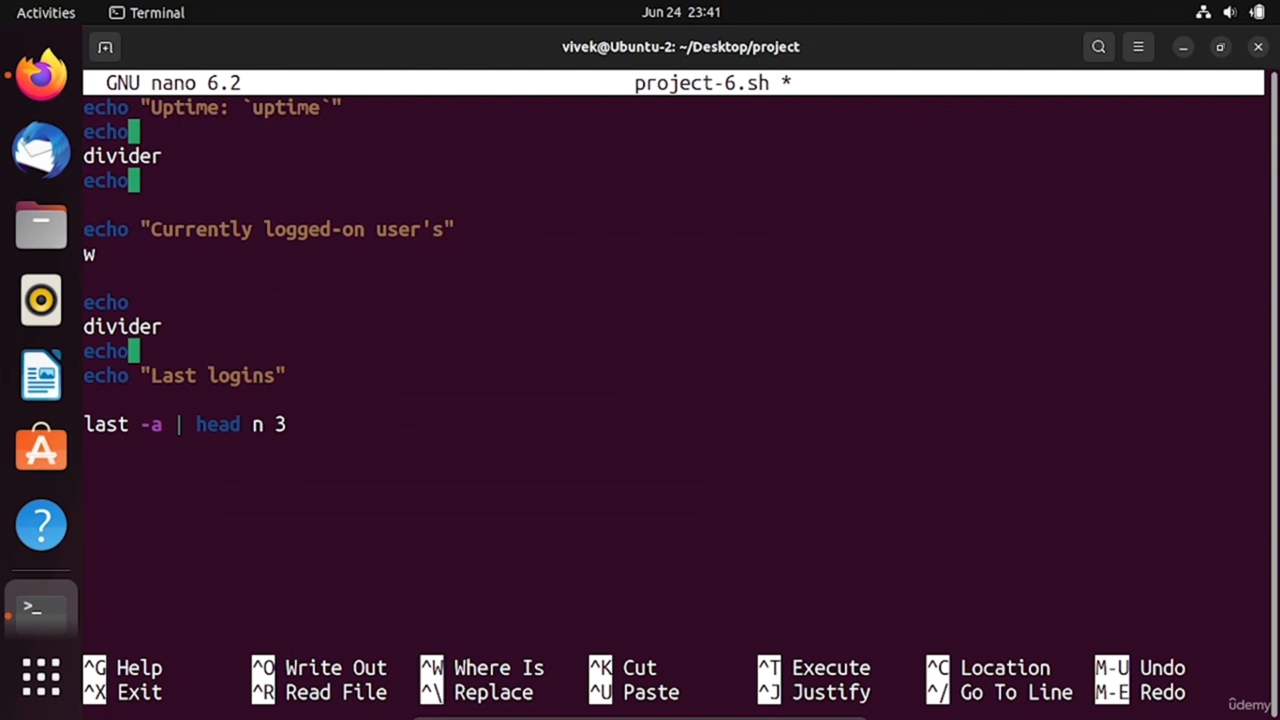 Activities Terminal Jun 24 23:41
vivek@Ubuntu-2: ~/Desktop/project
GNU nano 6.2 project-6.sh *
echo "Uptime: `uptime`"
echo
divider
echo
echo "Currently logged-on user's"
w
echo
divider
echo
echo "Last logins"
last -a | head n 3
^G Help ^O Write Out ^W Where Is ^K Cut ^T Execute ^C Location M-U Undo
^X Exit ^R Read File ^\ Replace ^U Paste ^J Justify ^/ Go To Line M-E Redo
ûdemy